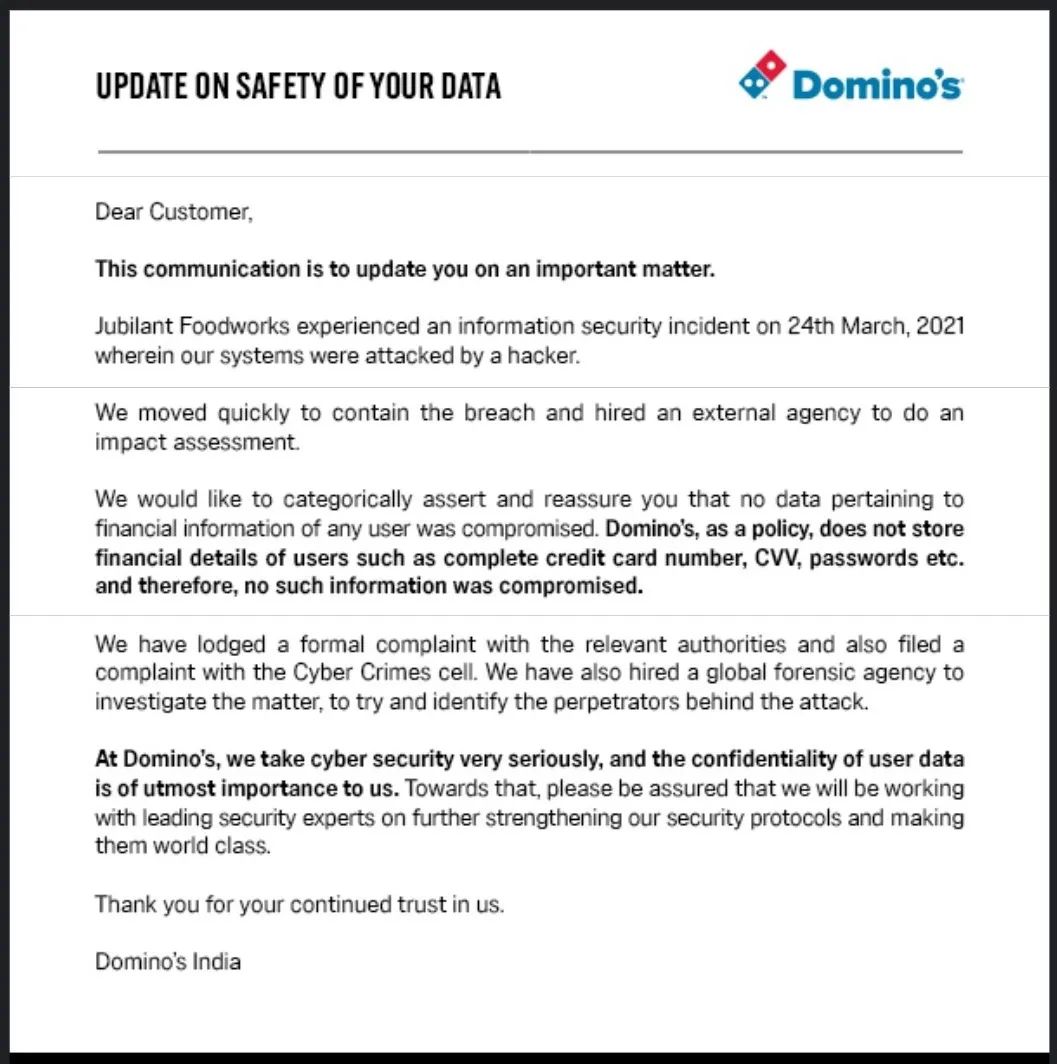 UPDATE ON SAFETY OF YOUR DATA
Domino's
Dear Customer,
This communication is to update you on an important matter.
Jubilant Foodworks experienced an information security incident on 24th March, 2021
wherein our systems were attacked by a hacker.
We moved quickly to contain the breach and hired an external agency to do an
impact assessment.
We would like to categorically assert and reassure you that no data pertaining to
financial information of any user was compromised. Domino's, as a policy, does not store
financial details of users such as complete credit card number, CVV, passwords etc.
and therefore, no such information was compromised.
We have lodged a formal complaint with the relevant authorities and also filed a
complaint with the Cyber Crimes cell. We have also hired a global forensic agency to
investigate the matter, to try and identify the perpetrators behind the attack.
At Domino's, we take cyber security very seriously, and the confidentiality of user data
is of utmost importance to us. Towards that, please be assured that we will be working
with leading security experts on further strengthening our security protocols and making
them world class.
Thank you for your continued trust in us.
Domino's India